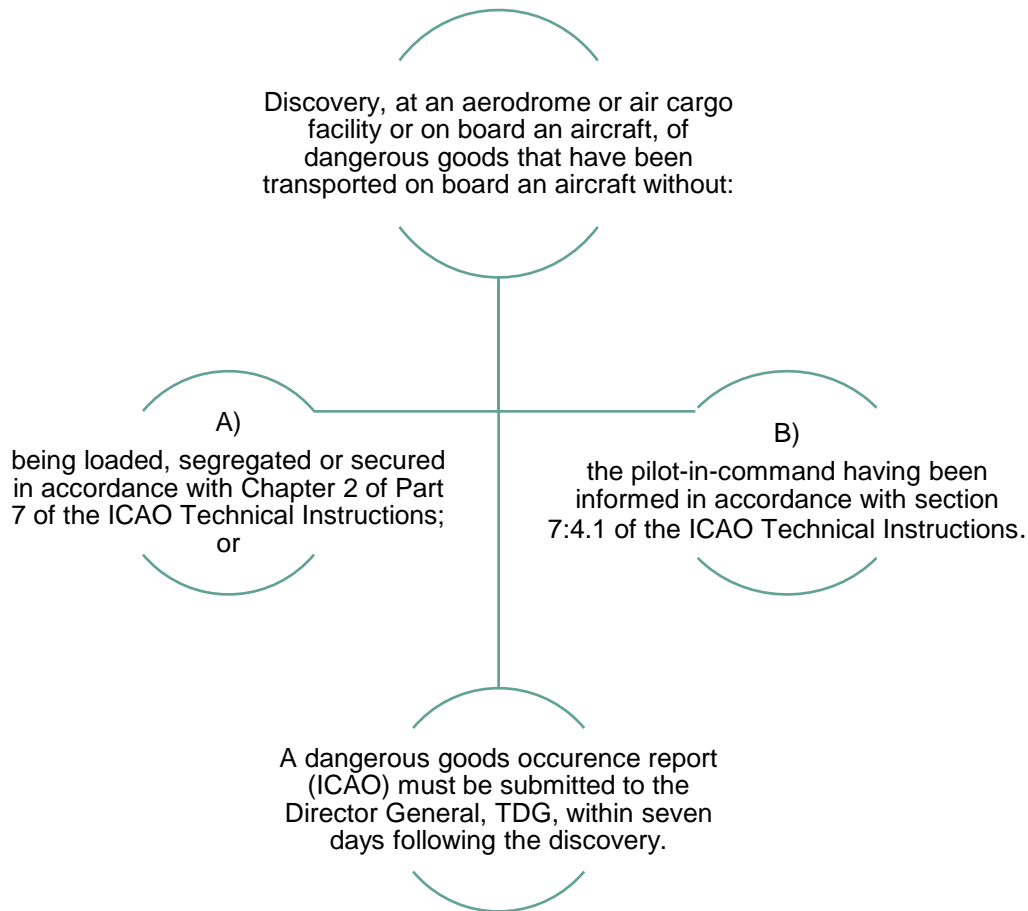 Discovery, at an aerodrome or air cargo
facility or on board an aircraft, of
dangerous goods that have been
transported on board an aircraft without:
A)
being loaded, segregated or secured
in accordance with Chapter 2 of Part
7 of the ICAO Technical Instructions;
or
B)
the pilot-in-command having been
informed in accordance with section
7:4.1 of the ICAO Technical Instructions.
A dangerous goods occurence report
(ICAO) must be submitted to the
Director General, TDG, within seven
days following the discovery.